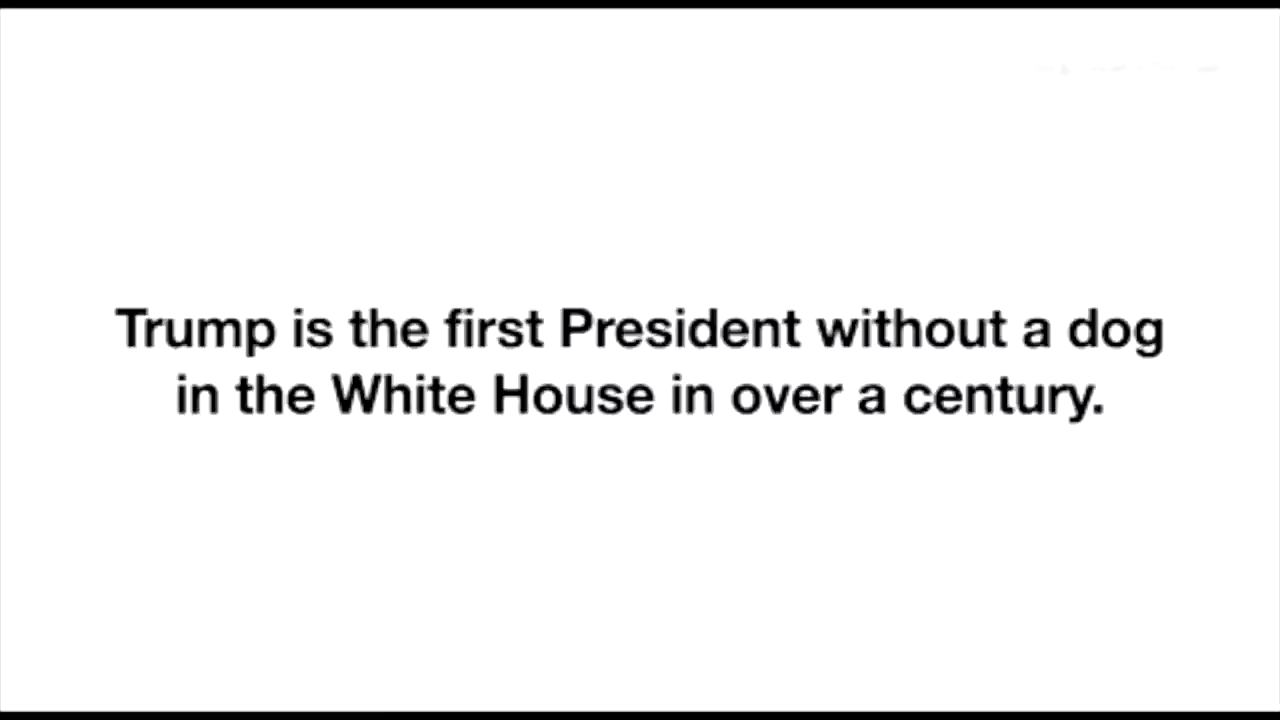 Trump is the first President without a dog
in the White House in over a century.